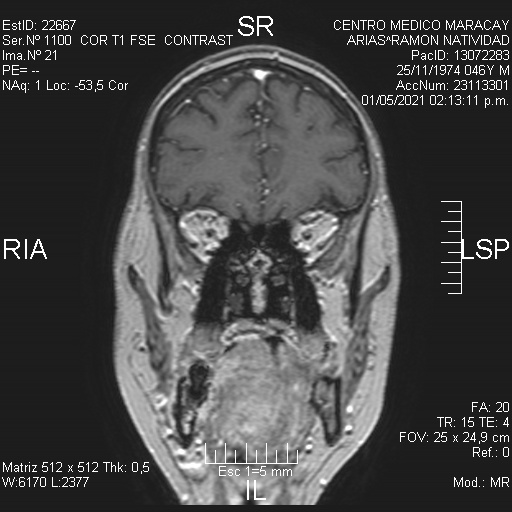 EstID: 22667
Ser.Nº 1100 COR T1 FSE CONTRAST
Ima.Nº 21
PE= --
NAq: 1 Loc: -53,5 Cor
SR
CENTRO MEDICO MARACAY
ARIAS^RAMON NATIVIDAD
PacID: 13072283
25/11/1974 046Y M
AccNum: 23113301
01/05/2021 02:13:11 p.m.
RIA
LSP
FA: 20
TR: 15 TE: 4
FOV: 25 x 24,9 cm
Ref.: 0
Matriz 512 x 512 Thk: 0,5
W:6170 L:2377
Esc 1=5 mm
IL
Mod.: MR